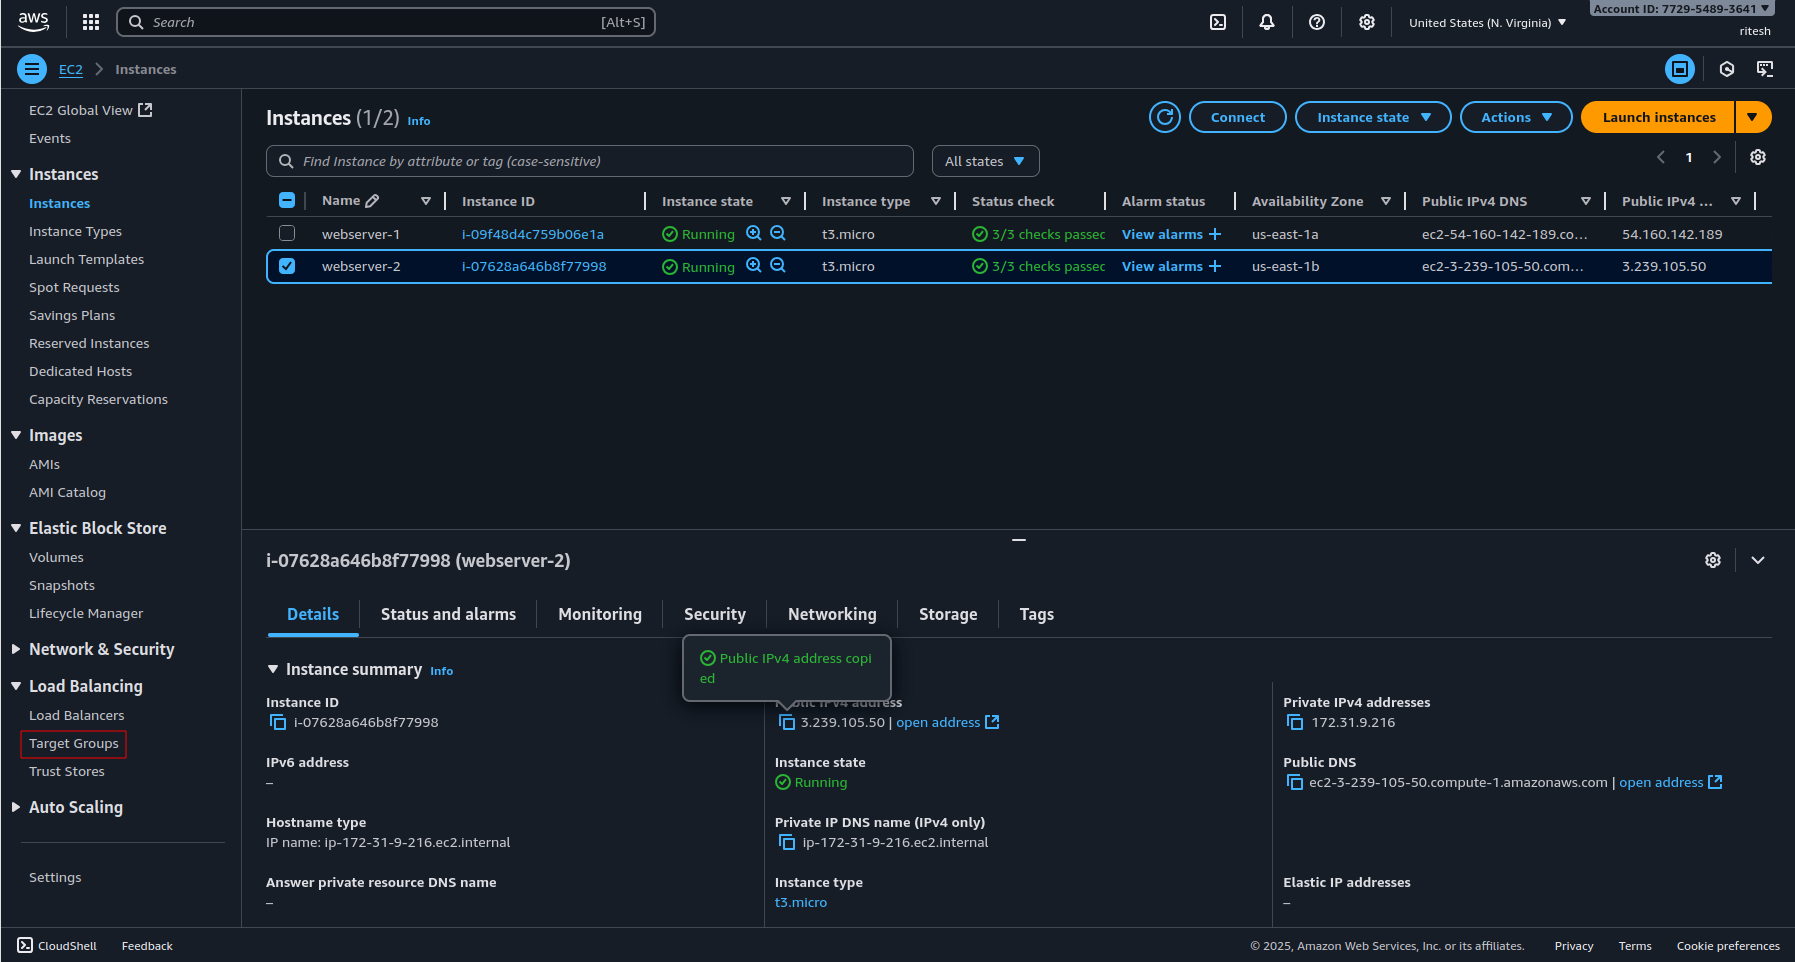 aws
Search
[Alt+S]
United States (N. Virginia)
Account ID: 7729-5489-3641
ritesh
EC2
Instances
EC2 Global View
Events
Instances
Instances
Instance Types
Launch Templates
Spot Requests
Savings Plans
Reserved Instances
Dedicated Hosts
Capacity Reservations
Images
AMIs
AMI Catalog
Elastic Block Store
Volumes
Snapshots
Lifecycle Manager
Network & Security
Load Balancing
Load Balancers
Target Groups
Trust Stores
Auto Scaling
Settings
Instances (1/2) Info
Connect
Instance state
Actions
Launch instances
Find Instance by attribute or tag (case-sensitive)
All states
1
Name Instance ID Instance state Instance type Status check Alarm status Availability Zone Public IPv4 DNS Public IPv4 ...
webserver-1 i-09f48d4c759b06e1a Running t3.micro 3/3 checks passec View alarms us-east-1a ec2-54-160-142-189.co... 54.160.142.189
webserver-2 i-07628a646b8f77998 Running t3.micro 3/3 checks passec View alarms us-east-1b ec2-3-239-105-50.com... 3.239.105.50
i-07628a646b8f77998 (webserver-2)
Details Status and alarms Monitoring Security Networking Storage Tags
Public IPv4 address copi
ed
Instance summary Info
Instance ID
i-07628a646b8f77998
Public IPv4 address
3.239.105.50 | open address
Private IPv4 addresses
172.31.9.216
IPv6 address
–
Instance state
Running
Public DNS
ec2-3-239-105-50.compute-1.amazonaws.com | open address
Hostname type
IP name: ip-172-31-9-216.ec2.internal
Private IP DNS name (IPv4 only)
ip-172-31-9-216.ec2.internal
Answer private resource DNS name
–
Instance type
t3.micro
Elastic IP addresses
–
CloudShell
Feedback
© 2025, Amazon Web Services, Inc. or its affiliates.
Privacy
Terms
Cookie preferences